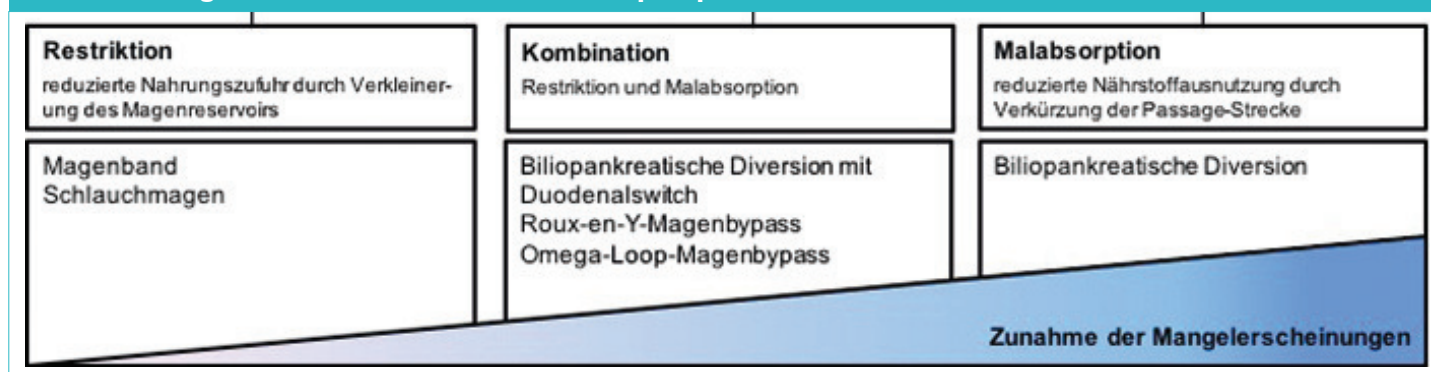 Restriktion
reduzierte Nahrungszufuhr durch Verkleiner-
ung des Magenreservoirs
Kombination
Restriktion und Malabsorption
Malabsorption
reduzierte Nährstoffausnutzung durch
Verkürzung der Passage-Strecke
Magenband
Schlauchmagen
Biliopankreatische Diversion mit
Duodenalswitch
Roux-en-Y-Magenbypass
Omega-Loop-Magenbypass
Biliopankreatische Diversion
Zunahme der Mangelerscheinungen